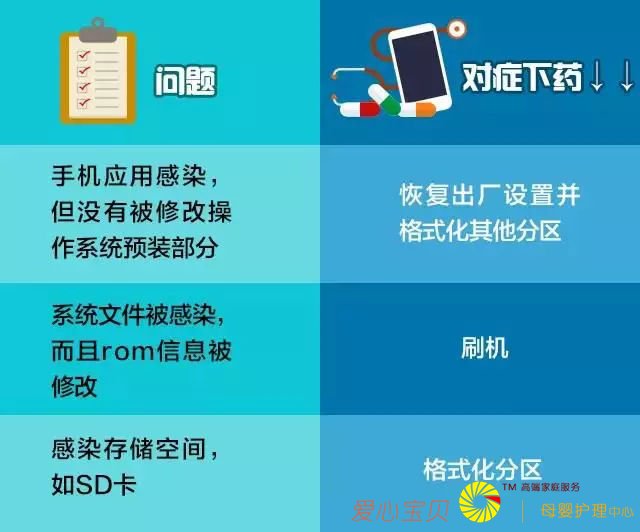 问题
对症下药↓↓
手机应用感染，
但没有被修改操
作系统预装部分
恢复出厂设置并
格式化其他分区
系统文件被感染，
而且rom信息被
修改
刷机
感染存储空间，
如SD卡
格式化分区
爱心宝贝
TM 高端家庭服务
母婴护理中心